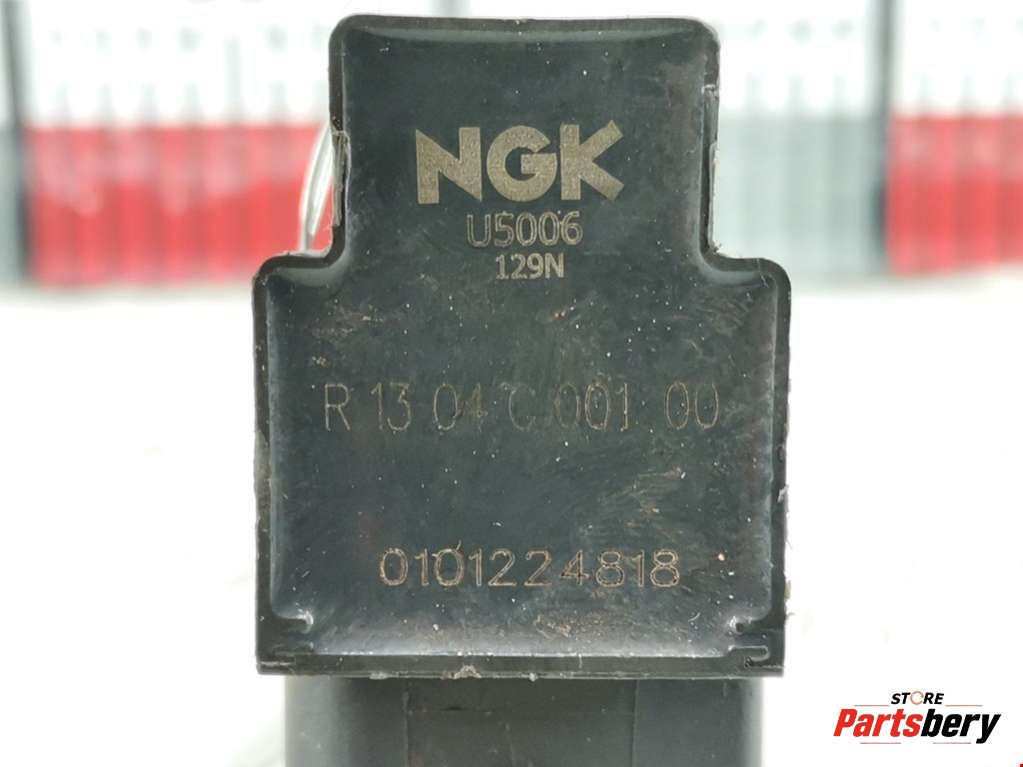 NGK
U5006
129N
R 13 04 C 001 00
0101224818
STORE
Partsbery